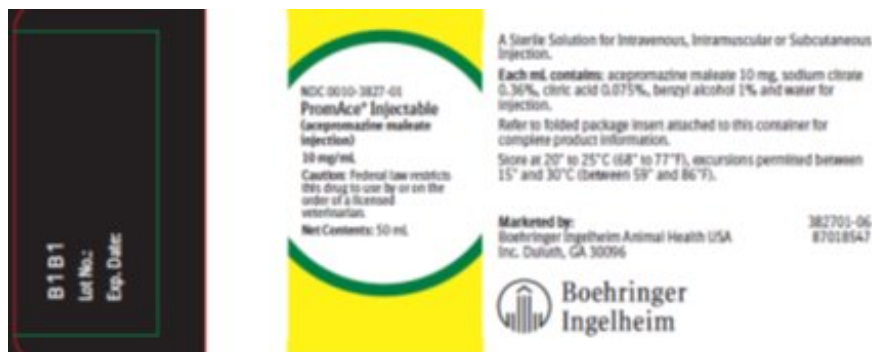 B1B1
Lot No.:
Exp. Date:
NDC 0010-3827-01
PromAce® Injectable
(acepromazine maleate
injection)
10 mg/mL
Caution: Federal law restricts
this drug to use by or on the
order of a licensed
veterinarian.
Net Contents: 50 mL
A Sterile Solution for Intravenous, Intramuscular or Subcutaneous
Injection.
Each mL contains: acepromazine maleate 10 mg, sodium citrate
0.36%, citric acid 0.075%, benzyl alcohol 1% and water for
injection.
Refer to folded package insert attached to this container for
complete product information.
Store at 20° to 25°C (68° to 77°F), excursions permitted between
15° and 30°C (between 59° and 86°F).
Marketed by:
Boehringer Ingelheim Animal Health USA
Inc. Duluth, GA 30096
382701-06
87018547
Boehringer
Ingelheim